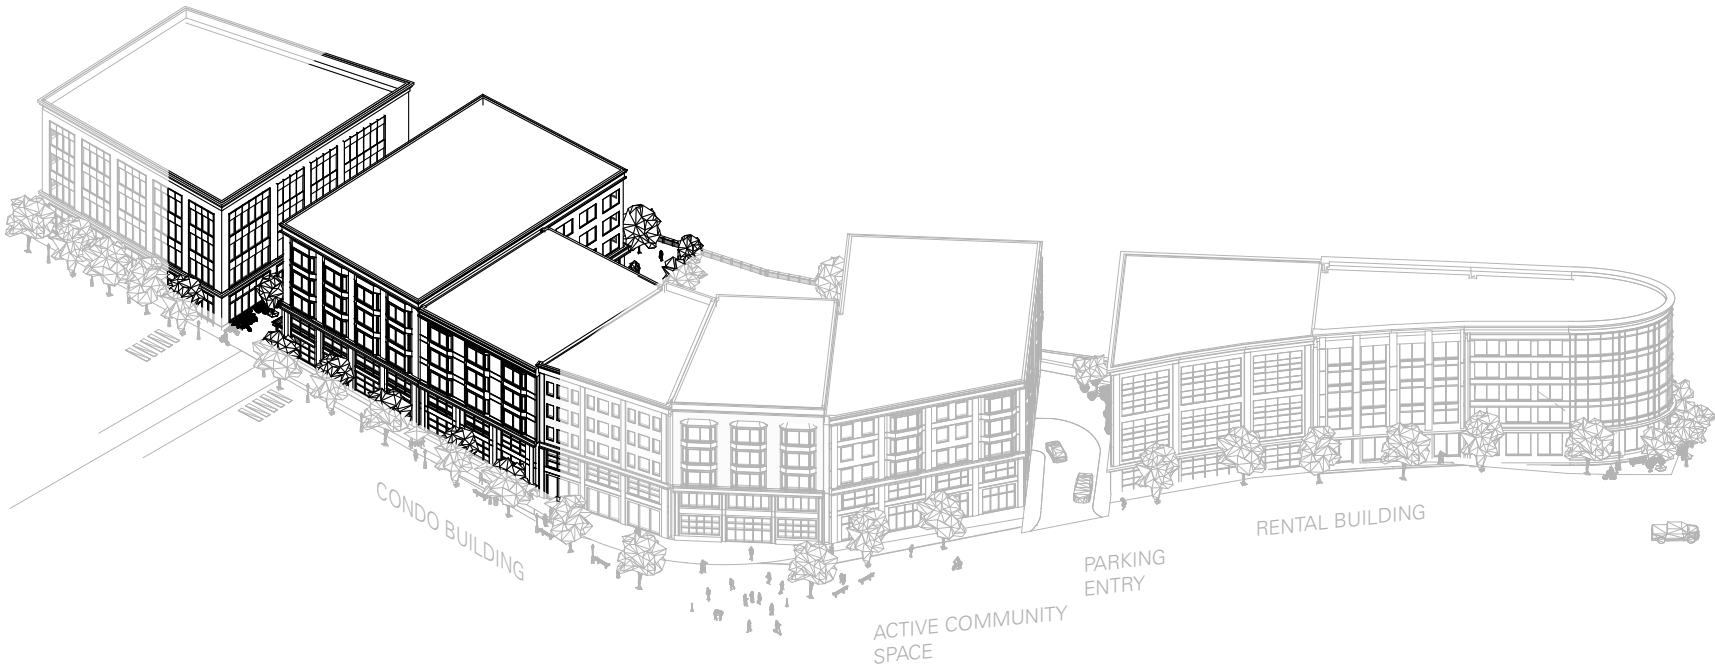 CONDO BUILDING
ACTIVE COMMUNITY
SPACE
PARKING
ENTRY
RENTAL BUILDING